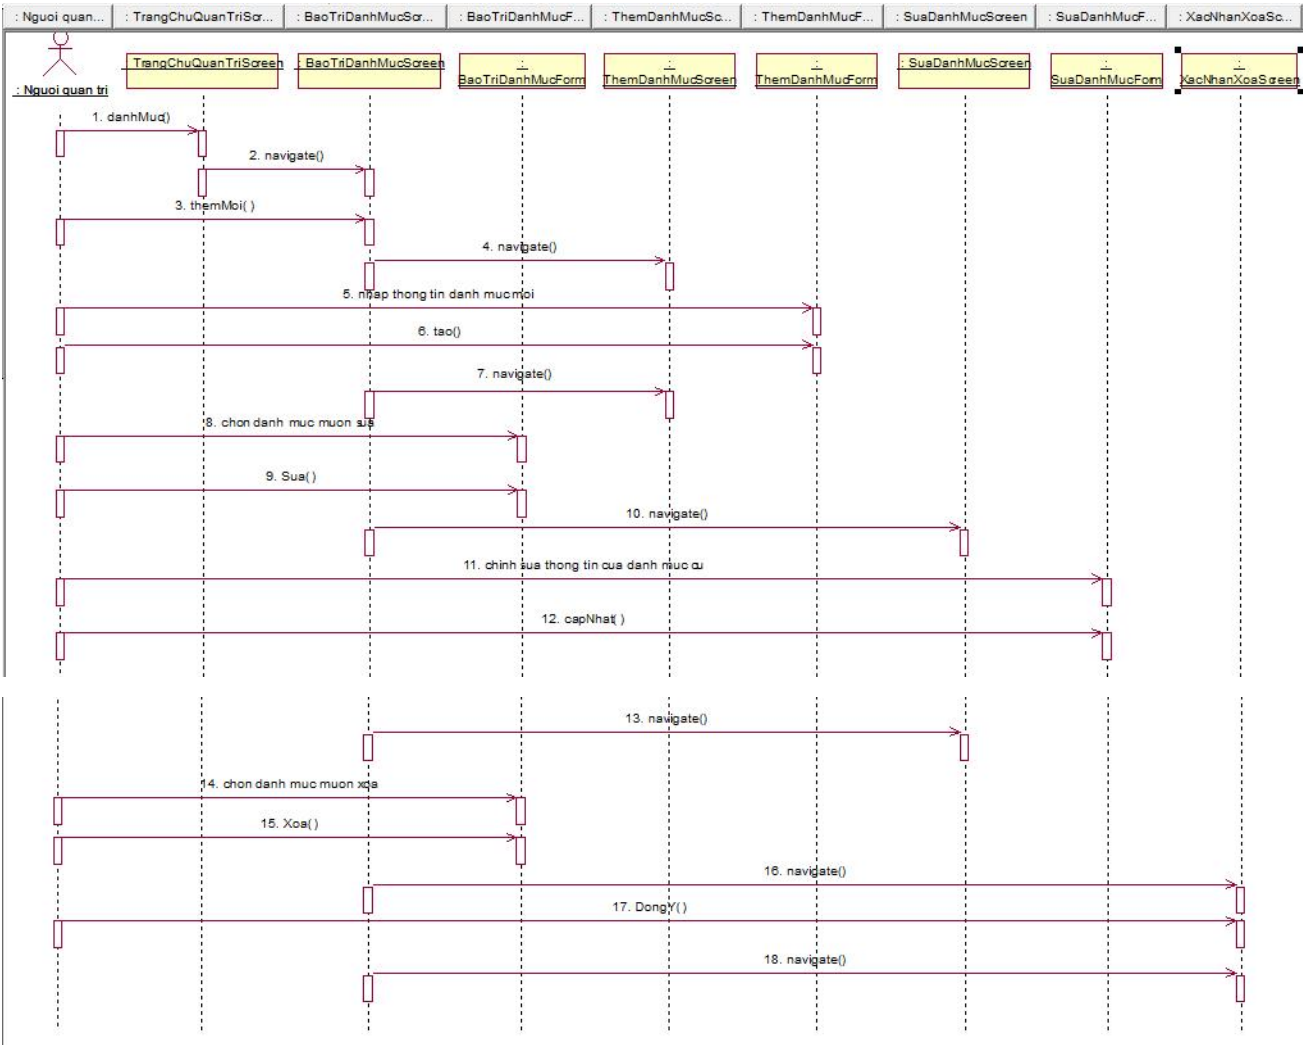 : Nguoi quan...
: TrangChuQuanTriScr...
: BaoTriDanhMucScr...
: BaoTriDanhMucF...
: ThemDanhMucSc...
: ThemDanhMucF...
: SuaDanhMucScreen
: SuaDanhMucF...
: XacNhanXoaSc...
: Nguoi quan tri
: TrangChuQuanTriScreen
: BaoTriDanhMucScreen
:
BaoTriDanhMucForm
:
ThemDanhMucScreen
:
ThemDanhMucForm
: SuaDanhMucScreen
:
SuaDanhMucForm
:
XacNhanXoaScreen
1. danhMuc()
2. navigate()
3. themMoi( )
4. navigate()
5. nhap thong tin danh muc moi
6. tao()
7. navigate()
8. chon danh muc muon sua
9. Sua( )
10. navigate()
11. chinh sua thong tin cua danh muc cu
12. capNhat( )
13. navigate()
14. chon danh muc muon xoa
15. Xoa( )
16. navigate()
17. DongY( )
18. navigate()